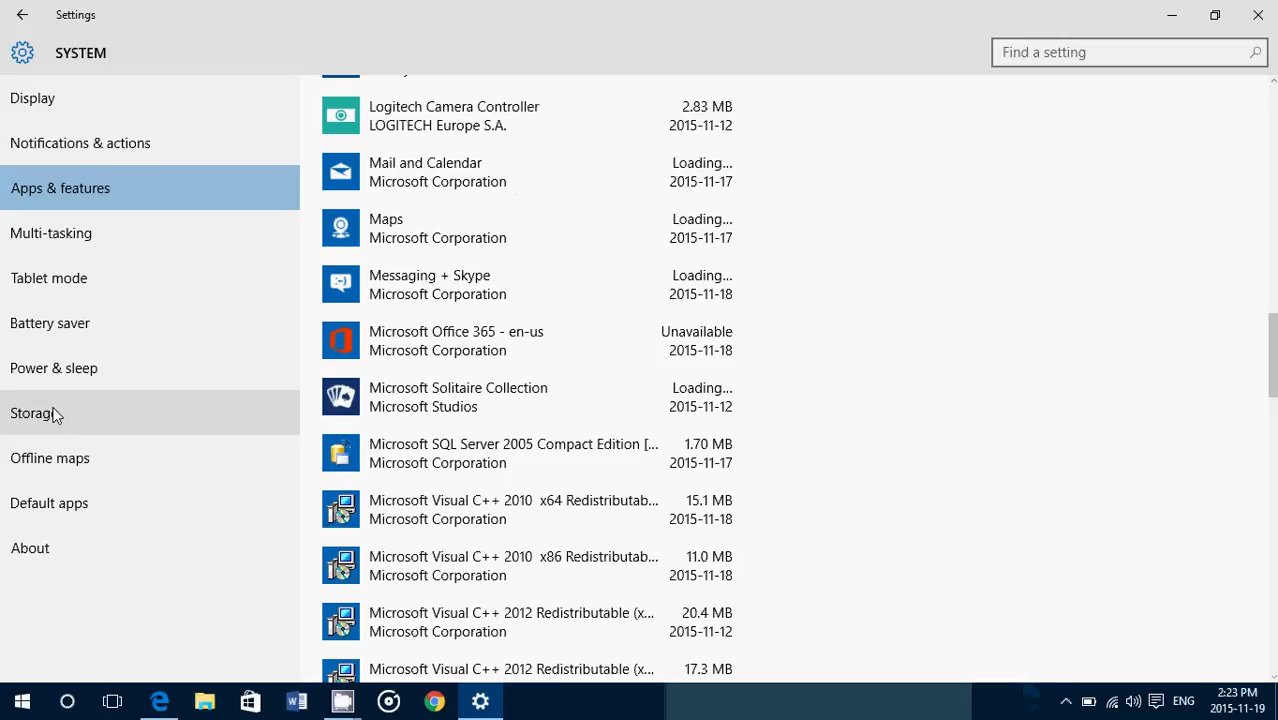 Settings
SYSTEM
Find a setting
Display
Notifications & actions
Apps & features
Multi-tasking
Tablet mode
Battery saver
Power & sleep
Storage
Offline maps
Default apps
About
Logitech Camera Controller 2.83 MB
LOGITECH Europe S.A. 2015-11-12
Mail and Calendar Loading...
Microsoft Corporation 2015-11-17
Maps Loading...
Microsoft Corporation 2015-11-17
Messaging + Skype Loading...
Microsoft Corporation 2015-11-18
Microsoft Office 365 - en-us Unavailable
Microsoft Corporation 2015-11-18
Microsoft Solitaire Collection Loading...
Microsoft Studios 2015-11-12
Microsoft SQL Server 2005 Compact Edition [... 1.70 MB
Microsoft Corporation 2015-11-17
Microsoft Visual C++ 2010 x64 Redistributab... 15.1 MB
Microsoft Corporation 2015-11-18
Microsoft Visual C++ 2010 x86 Redistributab... 11.0 MB
Microsoft Corporation 2015-11-18
Microsoft Visual C++ 2012 Redistributable (x... 20.4 MB
Microsoft Corporation 2015-11-12
Microsoft Visual C++ 2012 Redistributable (x... 17.3 MB
ENG
2:23 PM
2015-11-19